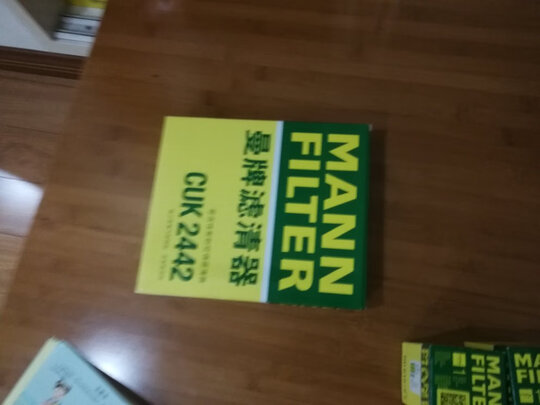 MANN
FILTER
曼牌滤清器
CUK 2442
MANN
FILTER